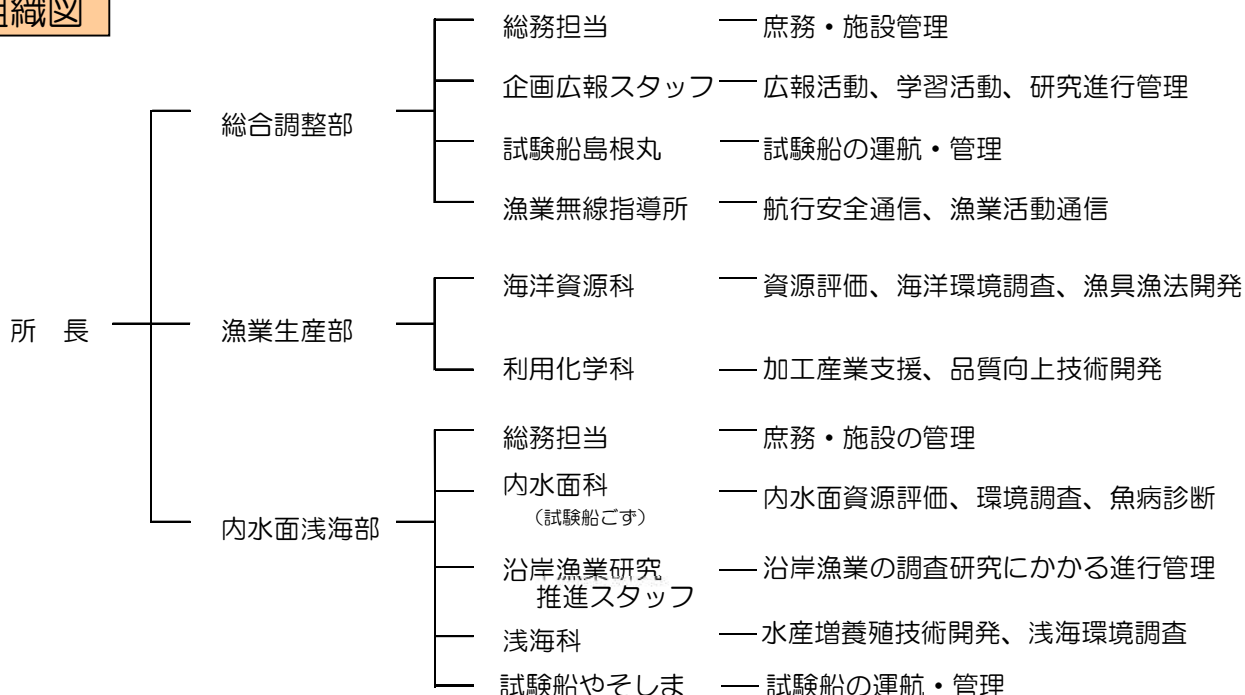 組織図
総務担当 庶務・施設管理
企画広報スタッフ 広報活動、学習活動、研究進行管理
総合調整部
試験船島根丸 試験船の運航・管理
漁業無線指導所 航行安全通信、漁業活動通信
海洋資源科 資源評価、海洋環境調査、漁具漁法開発
所 長 漁業生産部
利用化学科 加工産業支援、品質向上技術開発
総務担当 庶務・施設の管理
内水面科 内水面資源評価、環境調査、魚病診断
(試験船ごず)
内水面浅海部
沿岸漁業研究 沿岸漁業の調査研究にかかる進行管理
推進スタッフ
浅海科 水産増養殖技術開発、浅海環境調査
試験船やそしま 試験船の運航・管理